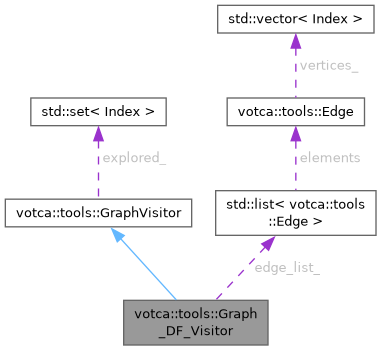 std::vector< Index >
vertices_
std::set< Index >
votca::tools::Edge
explored_
elements
votca::tools::GraphVisitor
std::list< votca::tools
::Edge >
edge_list_
votca::tools::Graph
_DF_Visitor